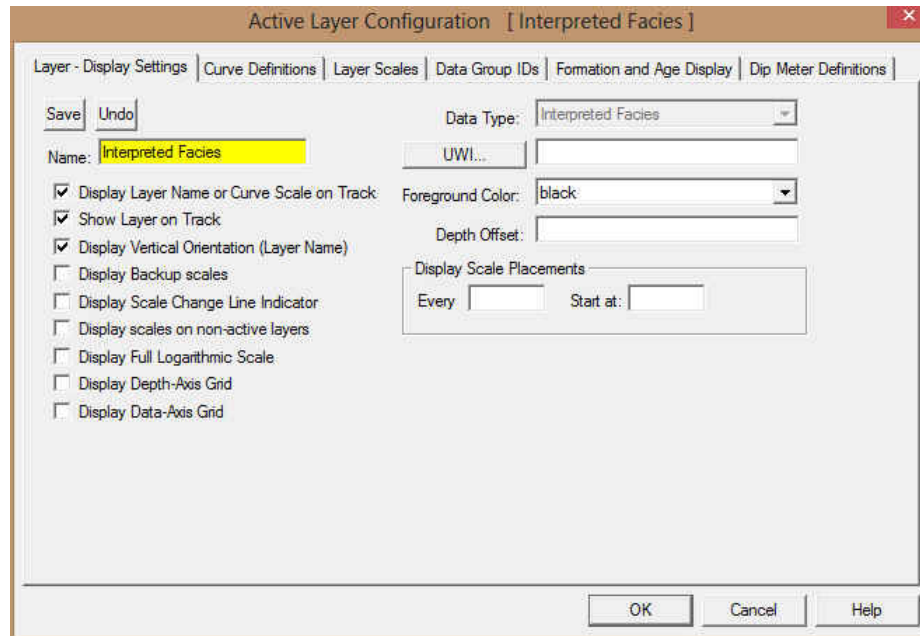 Active Layer Configuration [ Interpreted Facies ]
Layer - Display Settings
Curve Definitions
Layer Scales
Data Group IDs
Formation and Age Display
Dip Meter Definitions
Save
Undo
Name: Interpreted Facies
Display Layer Name or Curve Scale on Track
Show Layer on Track
Display Vertical Orientation (Layer Name)
Display Backup scales
Display Scale Change Line Indicator
Display scales on non-active layers
Display Full Logarithmic Scale
Display Depth-Axis Grid
Display Data-Axis Grid
Data Type: Interpreted Facies
UWI...
Foreground Color: black
Depth Offset:
Display Scale Placements
Every
Start at:
OK
Cancel
Help